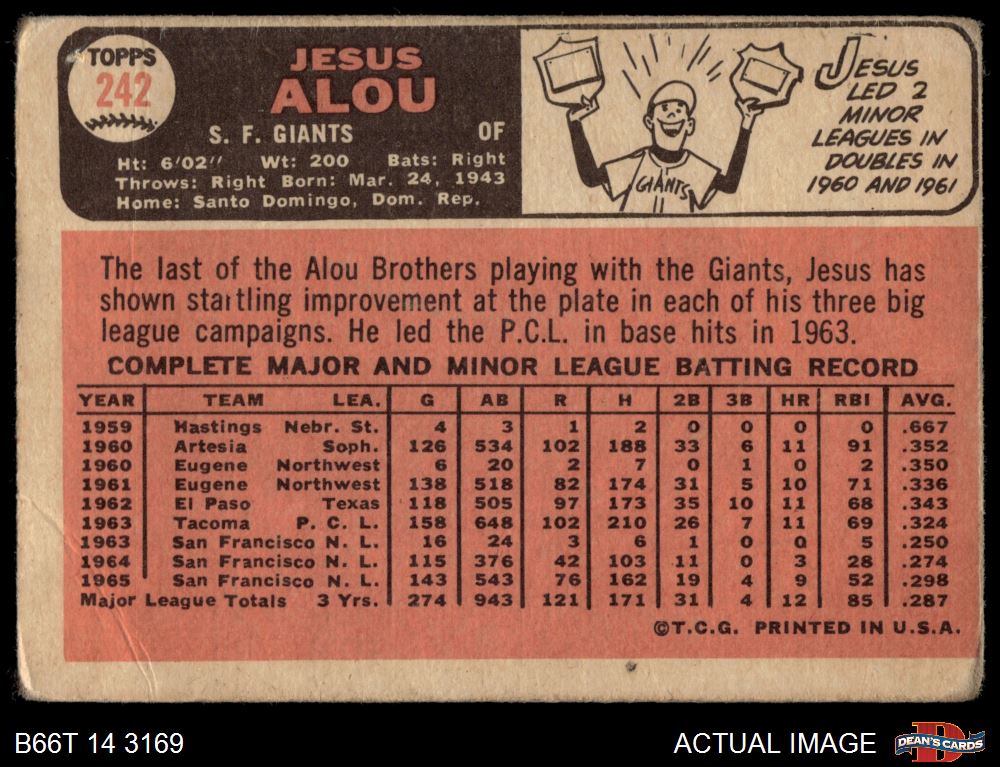 TOPPS
242
JESUS
ALOU
S. F. GIANTS OF
Ht: 6'02" Wt: 200 Bats: Right
Throws: Right Born: Mar. 24, 1943
Home: Santo Domingo, Dom. Rep.
GIANTS
JESUS
LED 2
MINOR
LEAGUES IN
DOUBLES IN
1960 AND 1961
The last of the Alou Brothers playing with the Giants, Jesus has
shown startling improvement at the plate in each of his three big
league campaigns. He led the P.C.L. in base hits in 1963.
COMPLETE MAJOR AND MINOR LEAGUE BATTING RECORD
YEAR TEAM LEA. G AB R H 2B 3B HR RBI AVG.
1959 Hastings Nebr. St. 4 3 1 2 0 0 0 0 .667
1960 Artesia Soph. 126 534 102 188 33 6 11 91 .352
1960 Eugene Northwest 6 20 2 7 0 1 0 2 .350
1961 Eugene Northwest 138 518 82 174 31 5 10 71 .336
1962 El Paso Texas 118 505 97 173 35 10 11 68 .343
1963 Tacoma P. C. L. 158 648 102 210 26 7 11 69 .324
1963 San Francisco N. L. 16 24 3 6 1 0 0 5 .250
1964 San Francisco N. L. 115 376 42 103 11 0 3 28 .274
1965 San Francisco N. L. 143 543 76 162 19 4 9 52 .298
Major League Totals 3 Yrs. 274 943 121 171 31 4 12 85 .287
©T.C.G. PRINTED IN U.S.A.
B66T 14 3169
ACTUAL IMAGE
D
DEAN'S CARDS